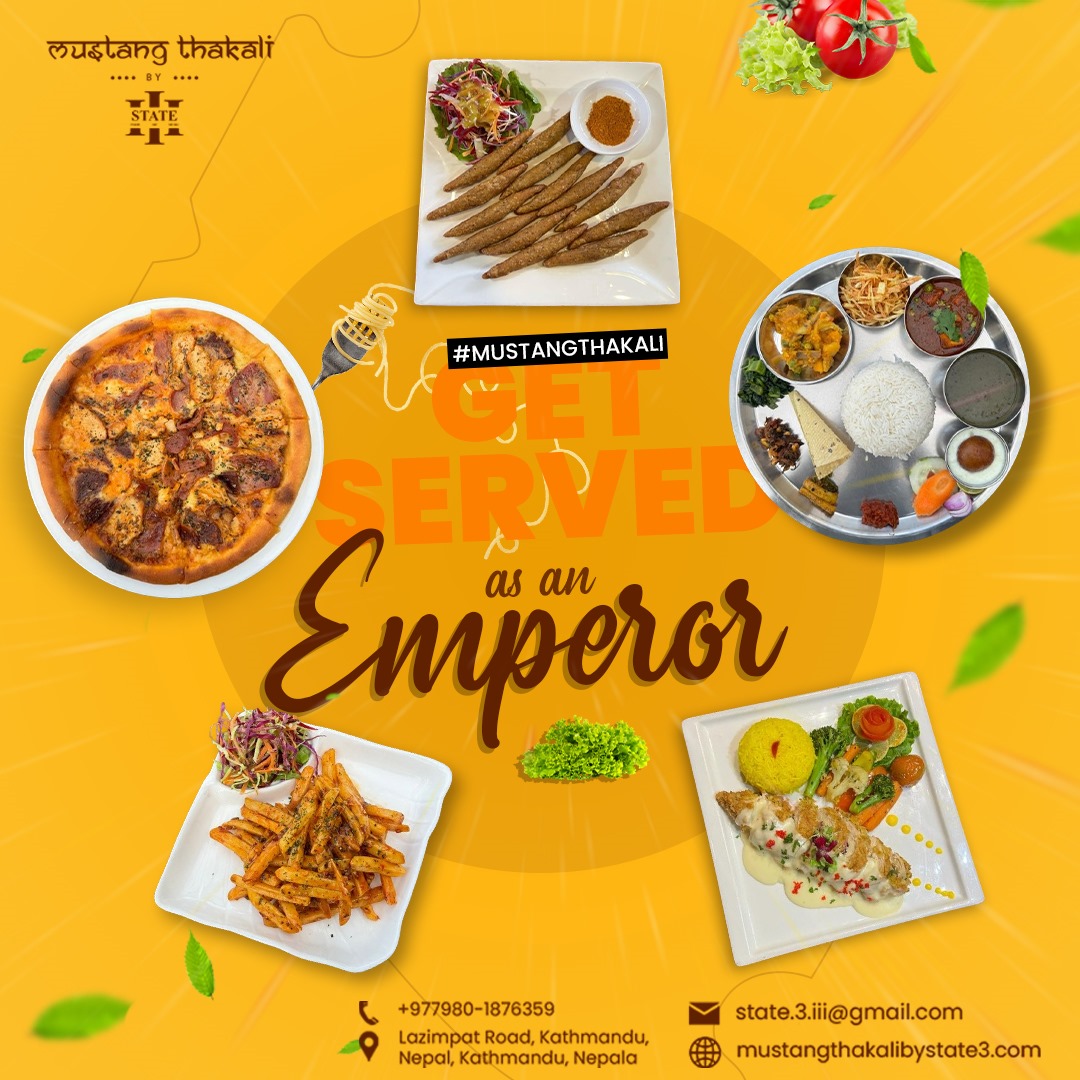 mustang thakali
BY
III
STATE
#MUSTANGTHAKALI
GET
SERVED
as an
Emperor
+977980-1876359
Lazimpat Road, Kathmandu,
Nepal, Kathmandu, Nepala
state.3.iii@gmail.com
mustangthakalibystate3.com